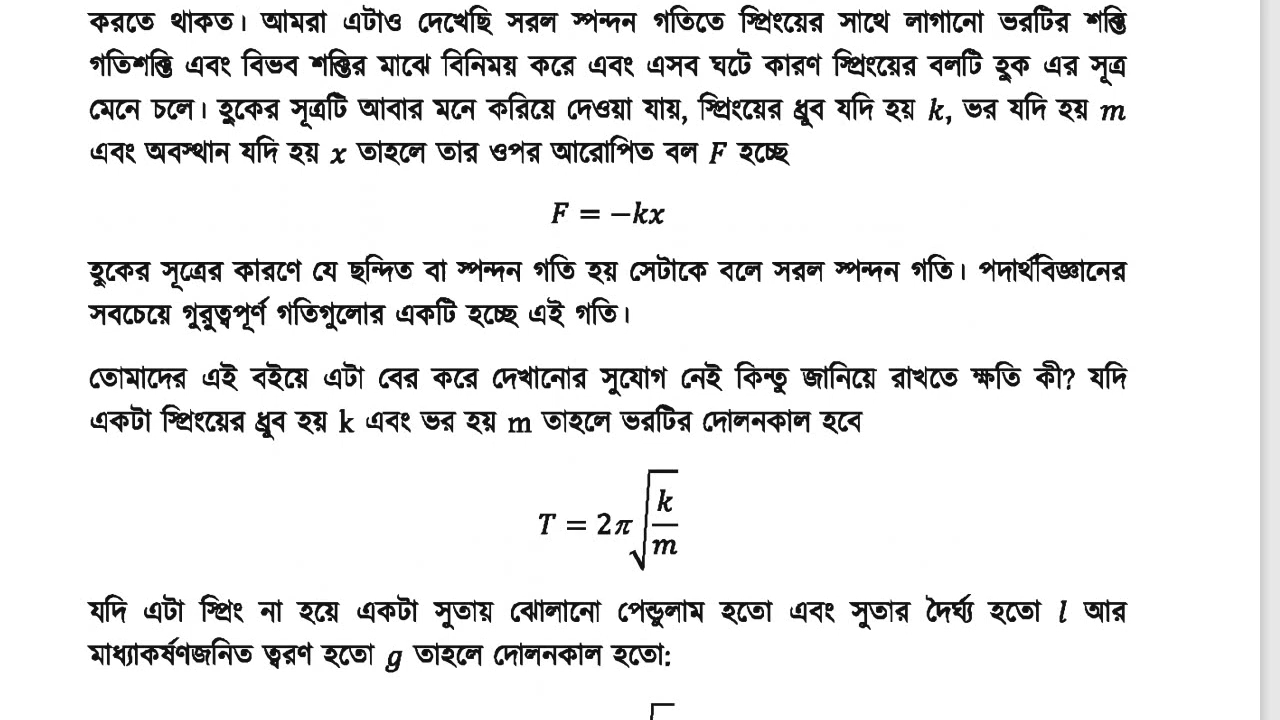 করতে থাকত। আমরা এটাও দেখেছি সরল স্পন্দন গতিতে স্প্রিংয়ের সাথে লাগানো ভরটির শক্তি
গতিশক্তি এবং বিভব শক্তির মাঝে বিনিময় করে এবং এসব ঘটে কারণ স্প্রিংয়ের বলটি হুক এর সূত্র
মেনে চলে। হুকের সূত্রটি আবার মনে করিয়ে দেওয়া যায়, স্প্রিংয়ের ধ্রুব যদি হয় k, ভর যদি হয় m
এবং অবস্থান যদি হয় x তাহলে তার ওপর আরোপিত বল F হচ্ছে
F = −kx
হুকের সূত্রের কারণে যে ছন্দিত বা স্পন্দন গতি হয় সেটাকে বলে সরল স্পন্দন গতি। পদার্থবিজ্ঞানের
সবচেয়ে গুরুত্বপূর্ণ গতিগুলোর একটি হচ্ছে এই গতি।
তোমাদের এই বইয়ে এটা বের করে দেখানোর সুযোগ নেই কিন্তু জানিয়ে রাখতে ক্ষতি কী? যদি
একটা স্প্রিংয়ের ধ্রুব হয় k এবং ভর হয় m তাহলে ভরটির দোলনকাল হবে
T = 2π√(k/m)
যদি এটা স্প্রিং না হয়ে একটা সুতায় ঝোলানো পেন্ডুলাম হতো এবং সুতার দৈর্ঘ্য হতো l আর
মাধ্যাকর্ষণজনিত ত্বরণ হতো g তাহলে দোলনকাল হতো: